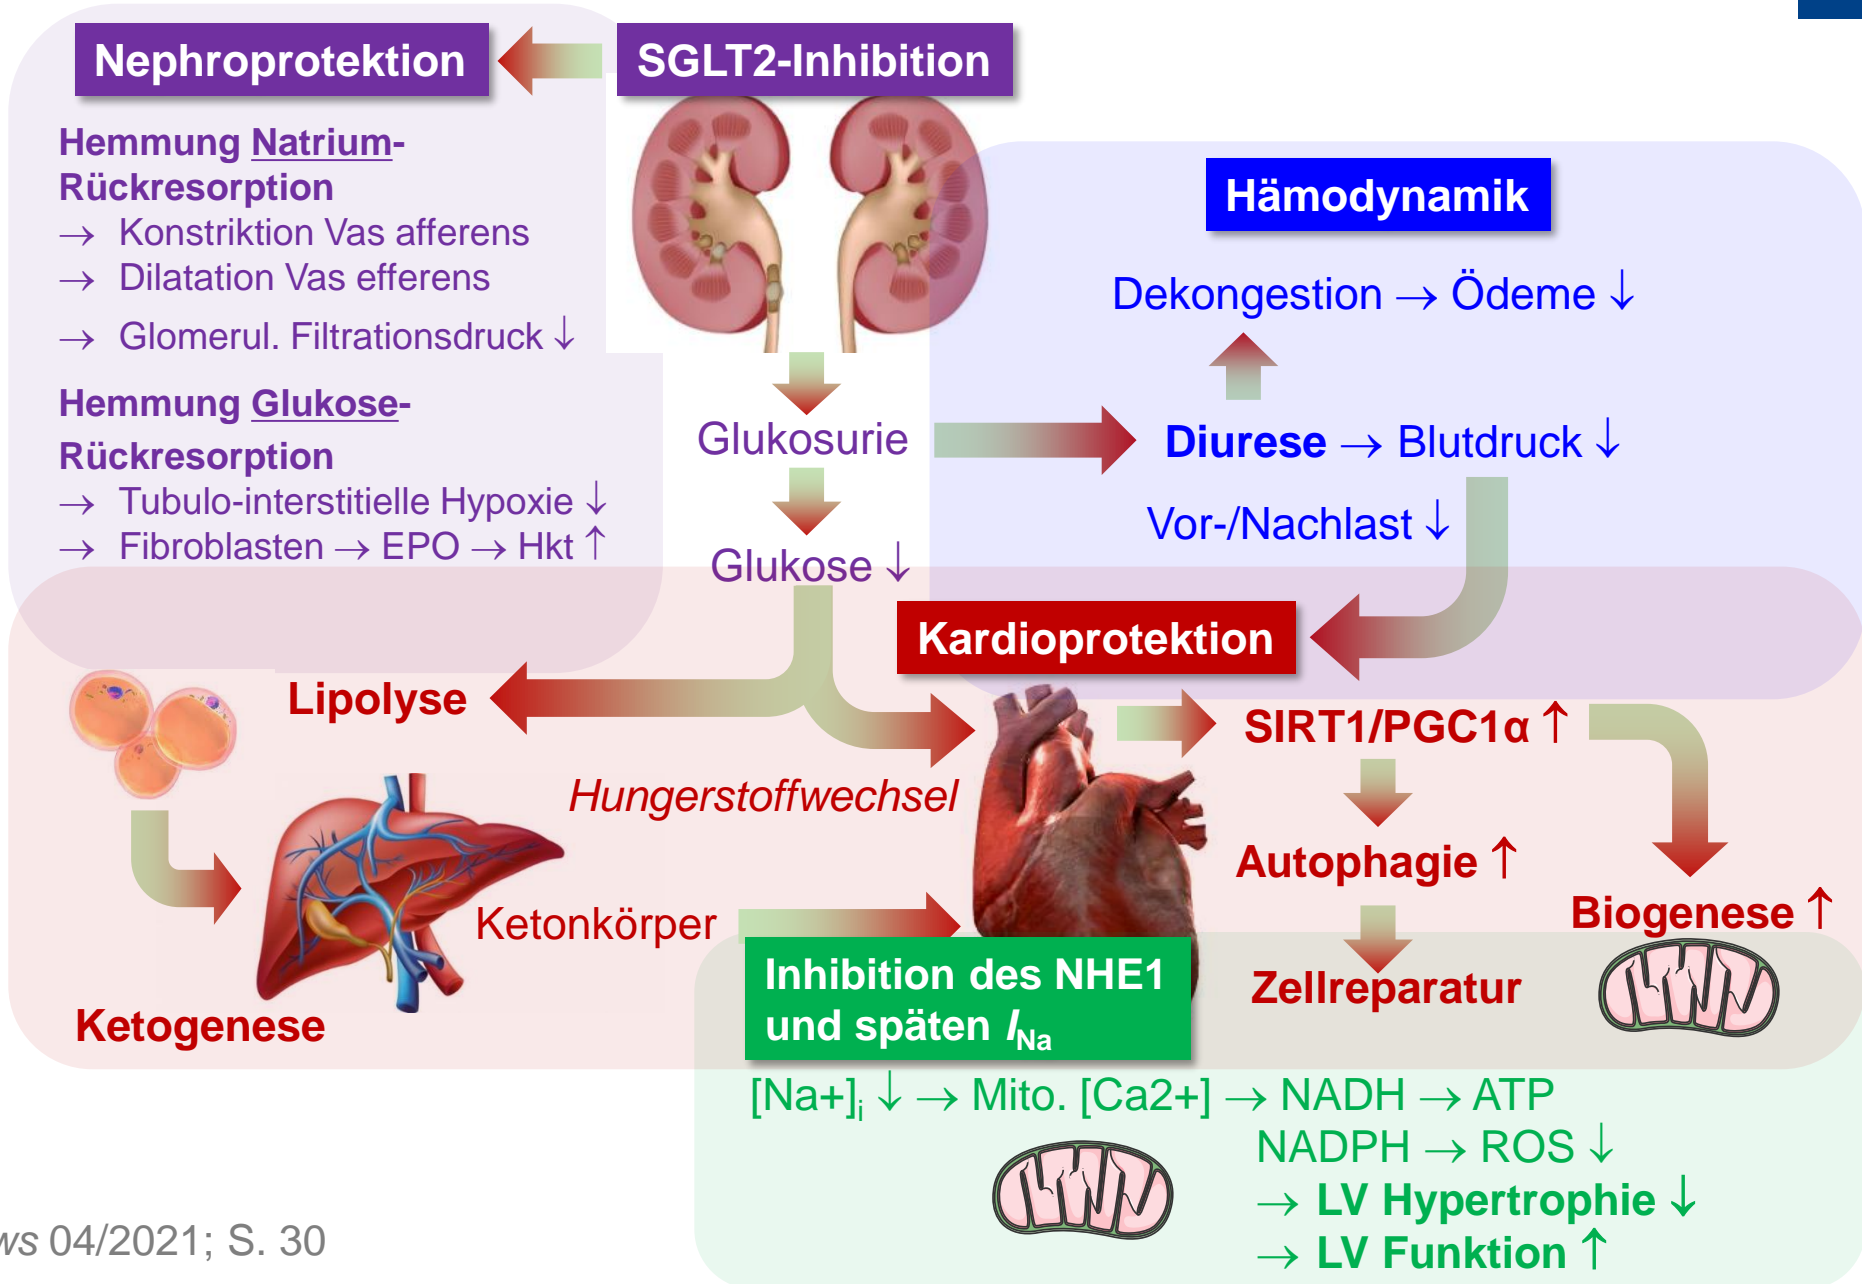 Nephroprotektion
SGLT2-Inhibition
Hemmung Natrium-
Rückresorption
→ Konstriktion Vas afferens
→ Dilatation Vas efferens
→ Glomerul. Filtrationsdruck ↓
Hemmung Glukose-
Rückresorption
→ Tubulo-interstitielle Hypoxie ↓
→ Fibroblasten → EPO → Hkt ↑
Glukosurie
Glukose ↓
Hämodynamik
Dekongestion → Ödeme ↓
Diurese → Blutdruck ↓
Vor-/Nachlast ↓
Kardioprotektion
Lipolyse
Hungerstoffwechsel
Ketonkörper
Ketogenese
SIRT1/PGC1α ↑
Autophagie ↑
Zellreparatur
Biogenese ↑
Inhibition des NHE1
und späten INa
[Na+]i ↓ → Mito. [Ca2+] → NADH → ATP
NADPH → ROS ↓
→ LV Hypertrophie ↓
→ LV Funktion ↑
04/2021; S. 30